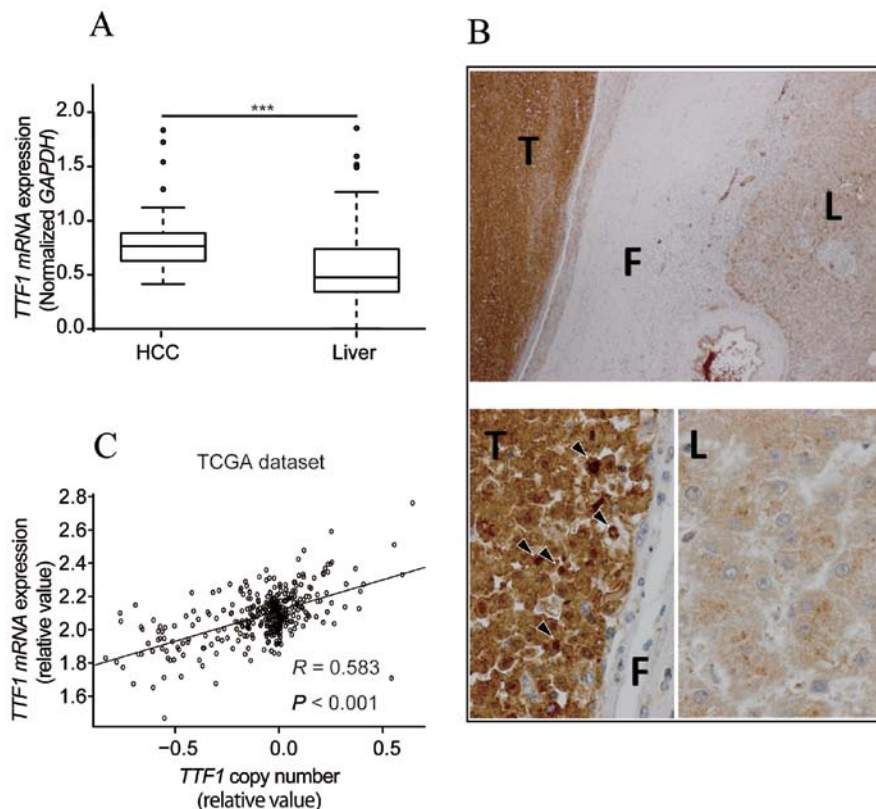 A
TTF1 mRNA expression
(Normalized GAPDH)
2.0
1.5
1.0
0.5
0.0
***
HCC
Liver
B
T
F
L
T
F
L
C
TCGA dataset
TTF1 mRNA expression
(relative value)
2.8
2.6
2.4
2.2
2.0
1.8
1.6
R = 0.583
P < 0.001
−0.5
0.0
0.5
TTF1 copy number
(relative value)